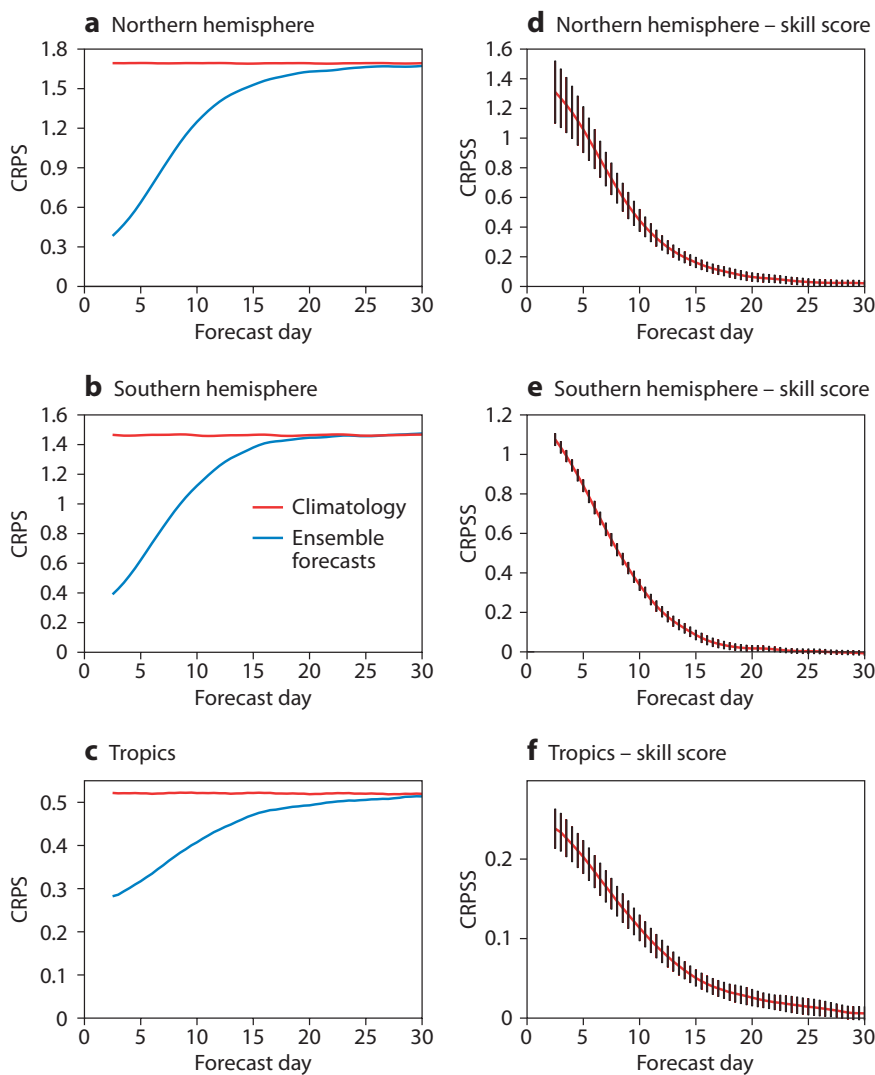 a Northern hemisphere
CRPS
1.8
1.5
1.2
0.9
0.6
0.3
0
0 5 10 15 20 25 30
Forecast day
d Northern hemisphere – skill score
CRPSS
1.6
1.4
1.2
1
0.8
0.6
0.4
0.2
0
0 5 10 15 20 25 30
Forecast day
b Southern hemisphere
CRPS
1.6
1.4
1.2
1
0.8
0.6
0.4
0.2
0
Climatology
Ensemble
forecasts
0 5 10 15 20 25 30
Forecast day
e Southern hemisphere – skill score
CRPSS
1.2
1
0.8
0.6
0.4
0.2
0
0 5 10 15 20 25 30
Forecast day
c Tropics
CRPS
0.5
0.4
0.3
0.2
0.1
0
0 5 10 15 20 25 30
Forecast day
f Tropics – skill score
CRPSS
0.2
0.1
0
0 5 10 15 20 25 30
Forecast day